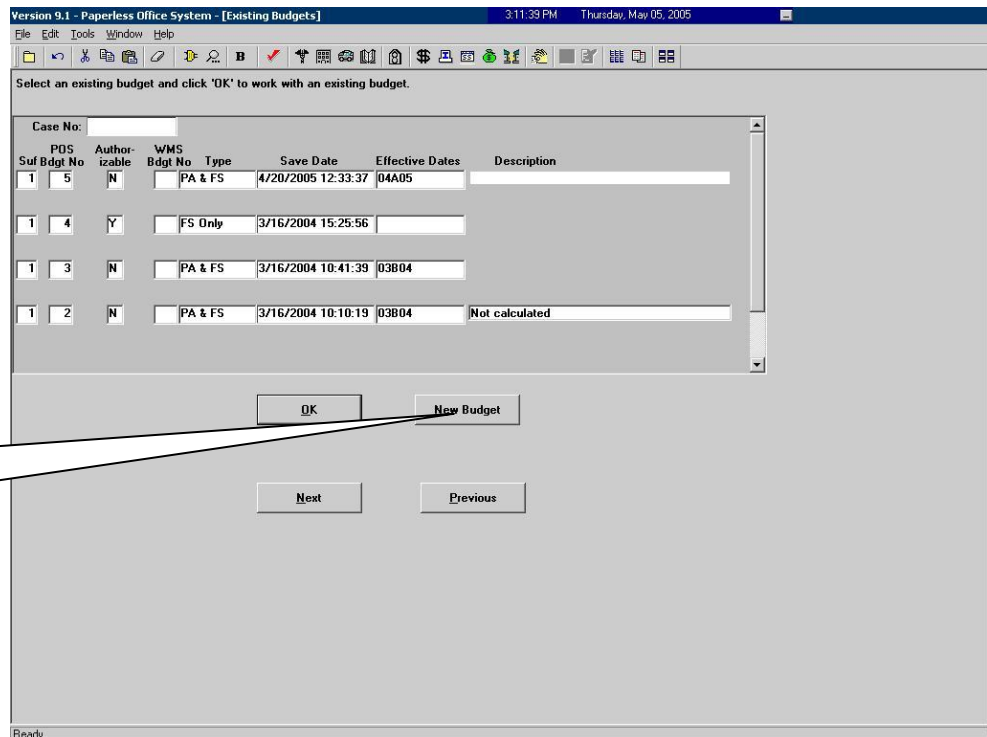 Version 9.1 - Paperless Office System - [Existing Budgets] 3:11:39 PM Thursday, May 05, 2005
File Edit Tools Window Help
B
Select an existing budget and click 'OK' to work with an existing budget.
Case No:
POS Author- WMS
Suf Bdgt No izable Bdgt No Type Save Date Effective Dates Description
1 5 N PA & FS 4/20/2005 12:33:37 04A05
1 4 Y FS Only 3/16/2004 15:25:56
1 3 N PA & FS 3/16/2004 10:41:39 03B04
1 2 N PA & FS 3/16/2004 10:10:19 03B04 Not calculated
OK New Budget
Next Previous
Ready